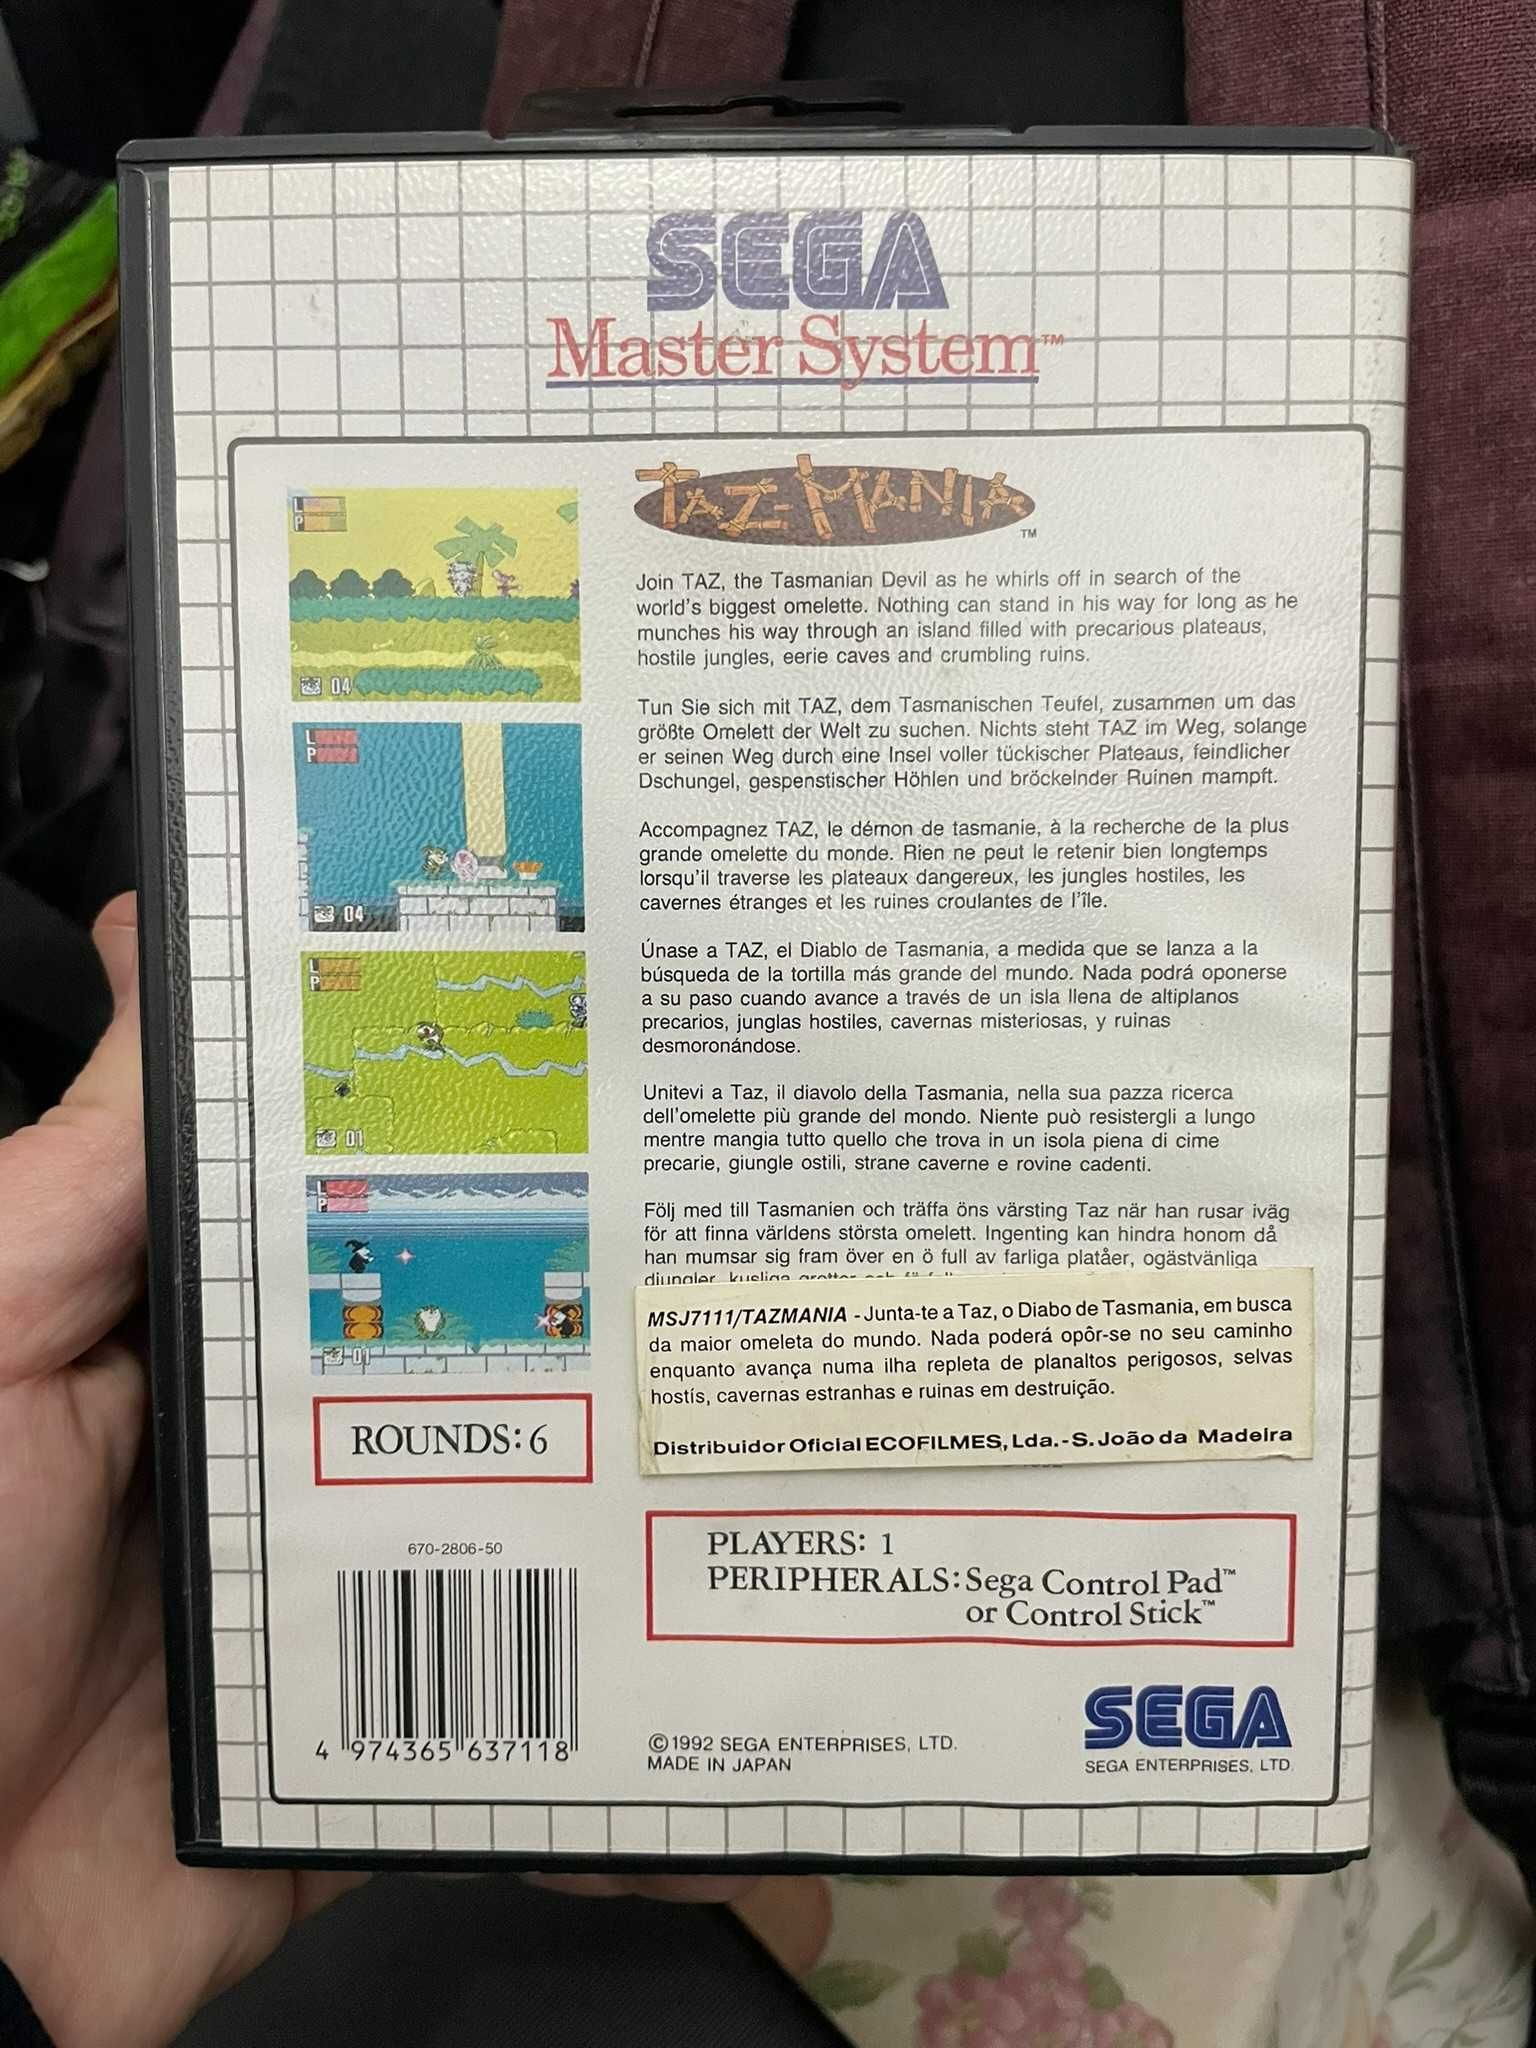 SEGA
Master System™
TAZ-MANIA
™
Join TAZ, the Tasmanian Devil as he whirls off in search of the
world's biggest omelette. Nothing can stand in his way for long as he
munches his way through an island filled with precarious plateaus,
hostile jungles, eerie caves and crumbling ruins.
Tun Sie sich mit TAZ, dem Tasmanischen Teufel, zusammen um das
größte Omelett der Welt zu suchen. Nichts steht TAZ im Weg, solange
er seinen Weg durch eine Insel voller tückischer Plateaus, feindlicher
Dschungel, gespenstischer Höhlen und bröckelnder Ruinen mampft.
Accompagnez TAZ, le démon de tasmanie, à la recherche de la plus
grande omelette du monde. Rien ne peut le retenir bien longtemps
lorsqu'il traverse les plateaux dangereux, les jungles hostiles, les
cavernes étranges et les ruines croulantes de l'île.
Únase a TAZ, el Diablo de Tasmania, a medida que se lanza a la
búsqueda de la tortilla más grande del mundo. Nada podrá oponerse
a su paso cuando avance a través de un isla llena de altiplanos
precarios, junglas hostiles, cavernas misteriosas, y ruinas
desmoronándose.
Unitevi a Taz, il diavolo della Tasmania, nella sua pazza ricerca
dell'omelette più grande del mondo. Niente può resistergli a lungo
mentre mangia tutto quello che trova in un isola piena di cime
precarie, giungle ostili, strane caverne e rovine cadenti.
Följ med till Tasmanien och träffa öns värsting Taz när han rusar iväg
för att finna världens största omelett. Ingenting kan hindra honom då
han mumsar sig fram över en ö full av farliga platåer, ogästvänliga
djungler, kusliga grottor och
MSJ7111/TAZMANIA - Junta-te a Taz, o Diabo de Tasmania, em busca
da maior omeleta do mundo. Nada poderá opôr-se no seu caminho
enquanto avança numa ilha repleta de planaltos perigosos, selvas
hostís, cavernas estranhas e ruinas em destruição.
Distribuidor Oficial ECOFILMES, Lda. - S. João da Madeira
L
P
04
L
P
04
L
P
01
L
P
01
ROUNDS: 6
PLAYERS: 1
PERIPHERALS: Sega Control Pad™
or Control Stick™
670-2806-50
4 974365 637118
©1992 SEGA ENTERPRISES, LTD.
MADE IN JAPAN
SEGA
SEGA ENTERPRISES, LTD.